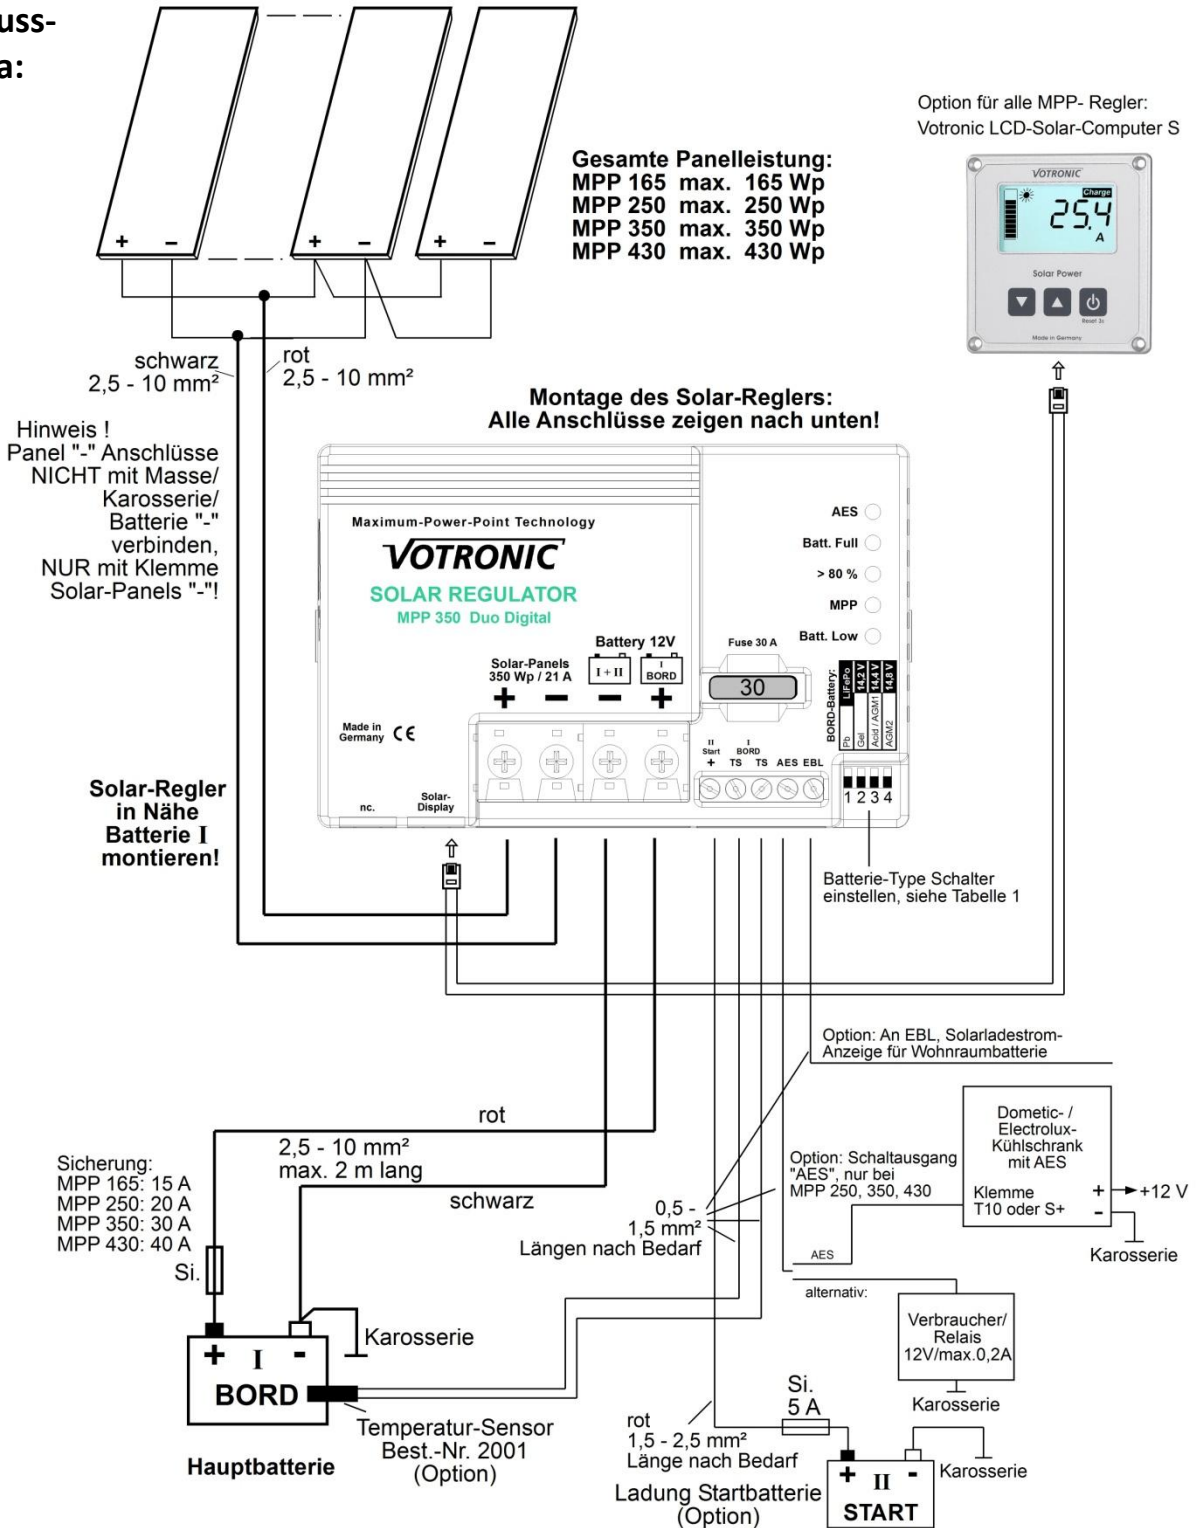 uss-
a:
+ −
+ −
+ −
Option für alle MPP- Regler:
Votronic LCD-Solar-Computer S
Gesamte Panelleistung:
MPP 165 max. 165 Wp
MPP 250 max. 250 Wp
MPP 350 max. 350 Wp
MPP 430 max. 430 Wp
VOTRONIC
Charge
25.4
A
Solar Power
Reset 3s
Made in Germany
schwarz
2,5 - 10 mm²
rot
2,5 - 10 mm²
Montage des Solar-Reglers:
Alle Anschlüsse zeigen nach unten!
Hinweis !
Panel "-" Anschlüsse
NICHT mit Masse/
Karosserie/
Batterie "-"
verbinden,
NUR mit Klemme
Solar-Panels "-"!
Maximum-Power-Point Technology
VOTRONIC
SOLAR REGULATOR
MPP 350 Duo Digital
AES
Batt. Full
> 80 %
MPP
Batt. Low
Battery 12V
Solar-Panels
350 Wp / 21 A
I + II
I
BORD
+ − − +
Fuse 30 A
30
BORD-Battery:
Pb LiFePo
Gel 14,2 V
Acid / AGM1 14,4 V
AGM2 14,8 V
Made in
Germany CE
II
Start
+
I
BORD
TS TS AES EBL
1 2 3 4
nc.
Solar-
Display
Solar-Regler
in Nähe
Batterie I
montieren!
Batterie-Type Schalter
einstellen, siehe Tabelle 1
Option: An EBL, Solarladestrom-
Anzeige für Wohnraumbatterie
rot
2,5 - 10 mm²
max. 2 m lang
schwarz
Sicherung:
MPP 165: 15 A
MPP 250: 20 A
MPP 350: 30 A
MPP 430: 40 A
Si.
0,5 -
1,5 mm²
Längen nach Bedarf
Option: Schaltausgang
"AES", nur bei
MPP 250, 350, 430
Dometic- /
Electrolux-
Kühlschrank
mit AES
Klemme
T10 oder S+
+
-
+12 V
Karosserie
AES
alternativ:
Verbraucher/
Relais
12V/max.0,2A
Karosserie
Karosserie
+ I -
BORD
Hauptbatterie
Temperatur-Sensor
Best.-Nr. 2001
(Option)
rot
1,5 - 2,5 mm²
Länge nach Bedarf
Si.
5 A
Ladung Startbatterie
(Option)
+ II -
START
Karosserie